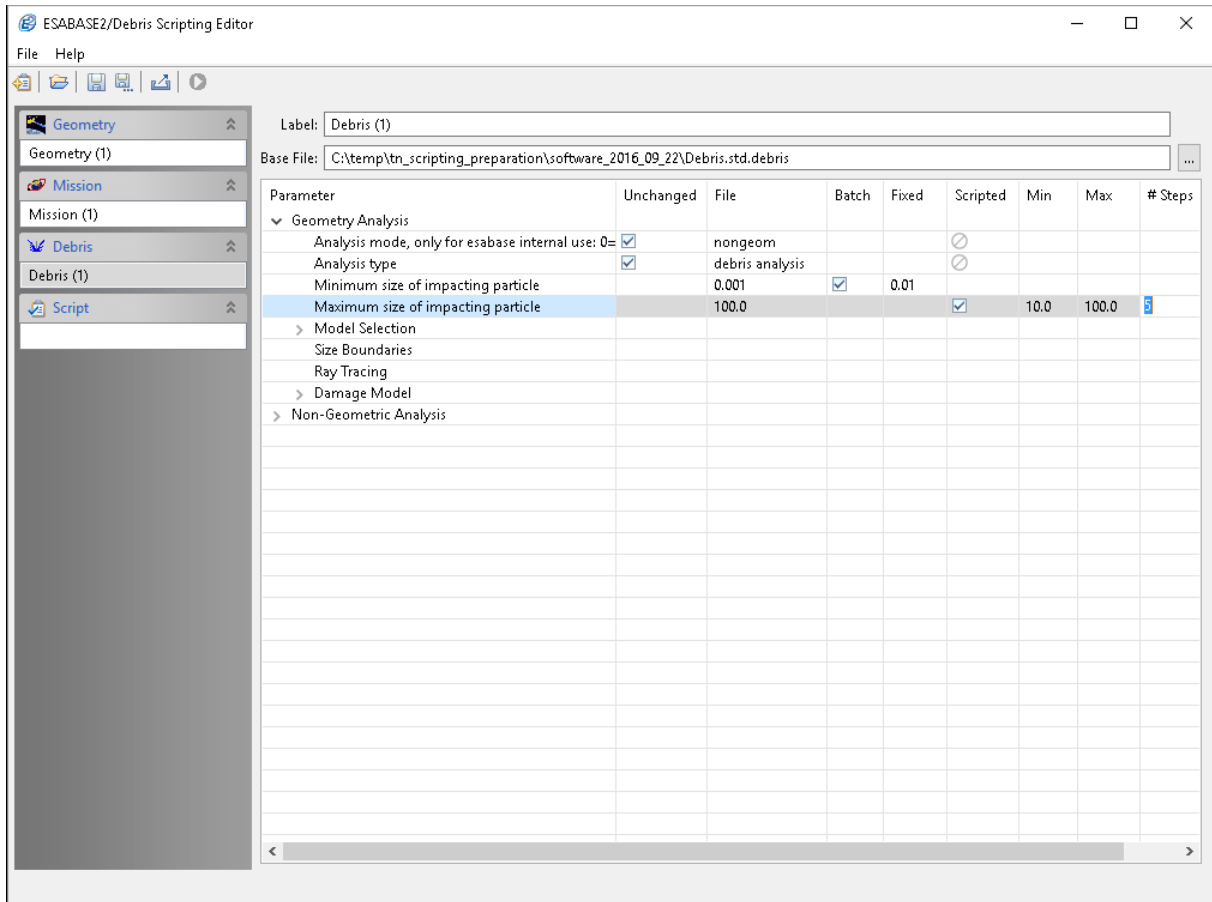 ESABASE2/Debris Scripting Editor
File Help
Geometry
Geometry (1)
Mission
Mission (1)
Debris
Debris (1)
Script
Label: Debris (1)
Base File: C:\temp\tn_scripting_preparation\software_2016_09_22\Debris.std.debris ...
Parameter Unchanged File Batch Fixed Scripted Min Max # Steps
Geometry Analysis
Analysis mode, only for esabase internal use: 0= nongeom
Analysis type debris analysis
Minimum size of impacting particle 0.001 0.01
Maximum size of impacting particle 100.0 10.0 100.0 5
Model Selection
Size Boundaries
Ray Tracing
Damage Model
Non-Geometric Analysis